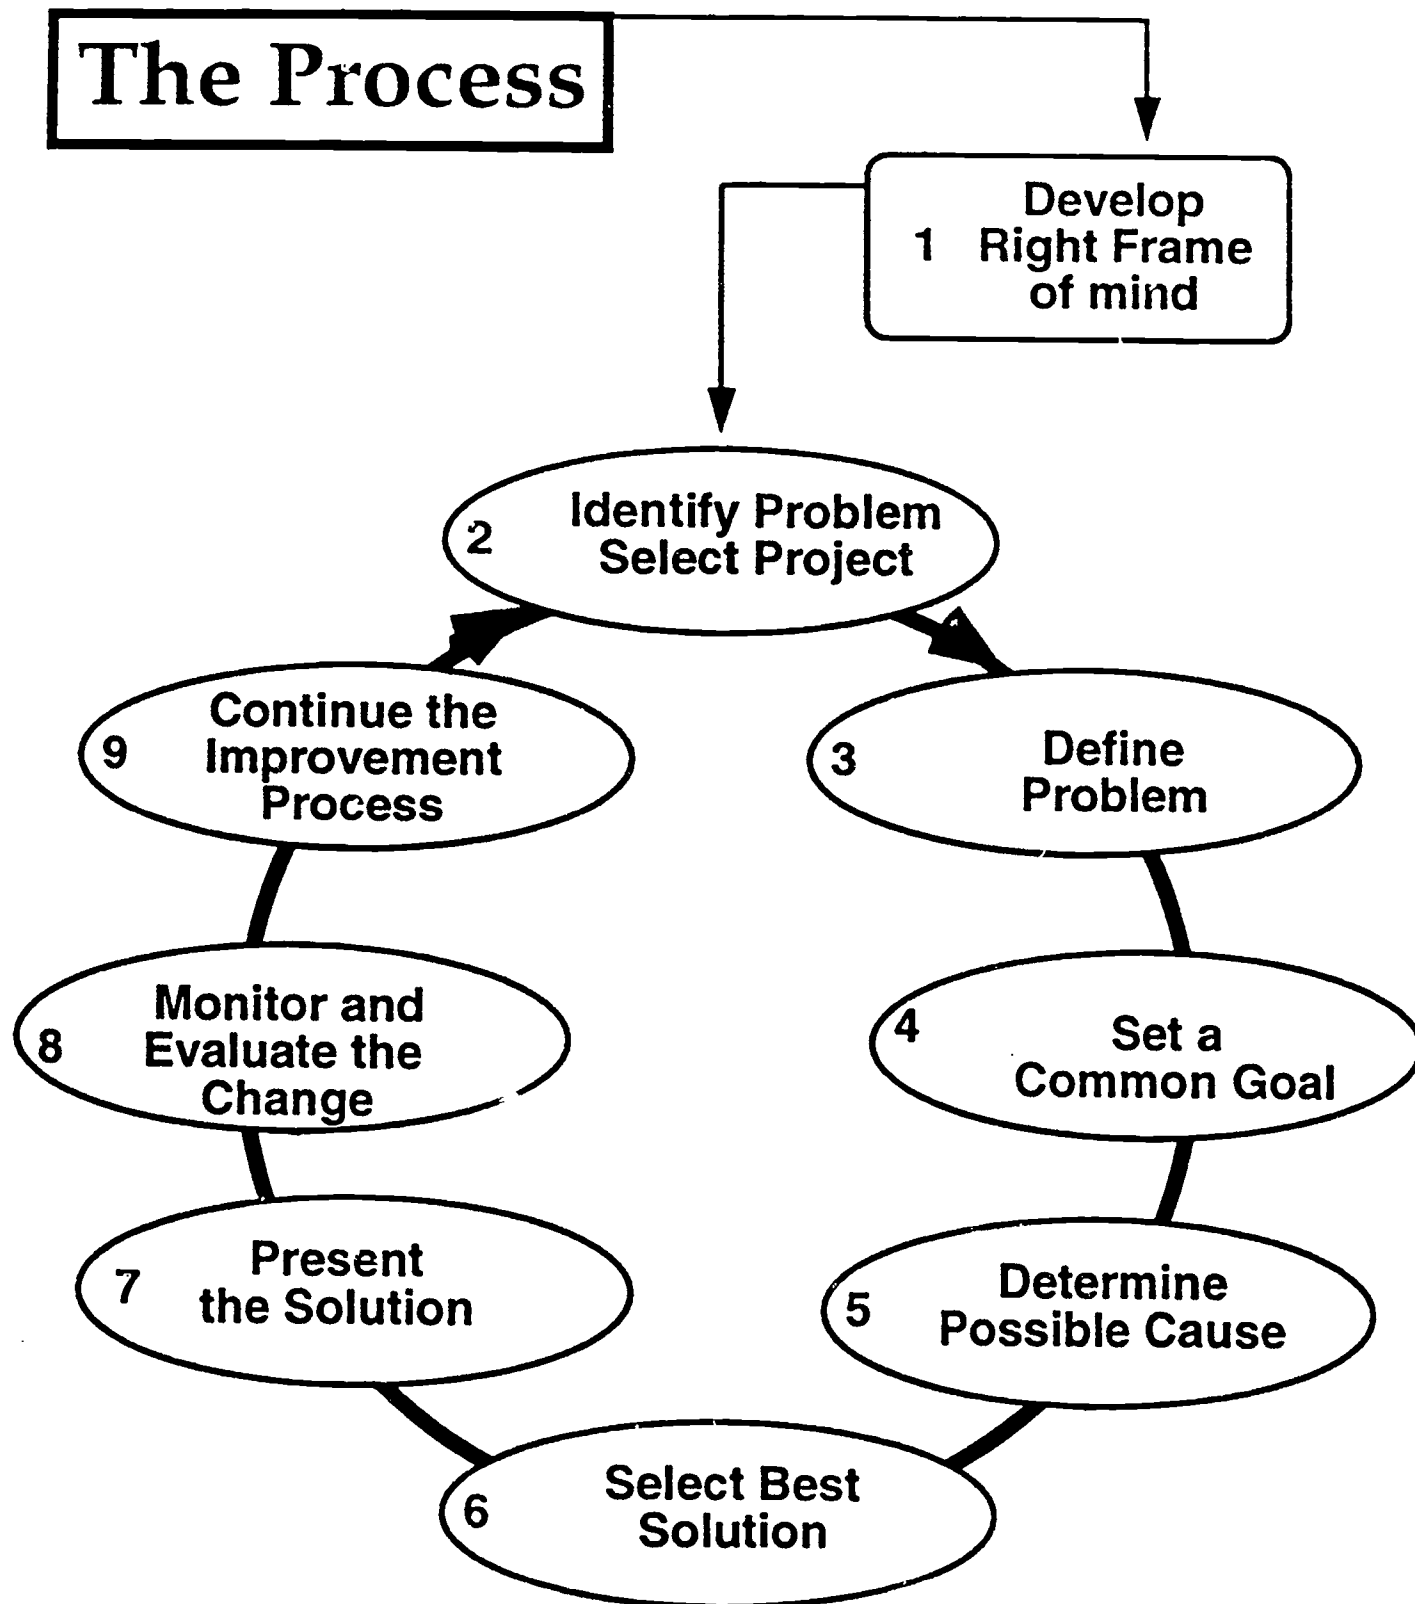 The Process
1
Develop
Right Frame
of mind
2
Identify Problem
Select Project
3
Define
Problem
4
Set a
Common Goal
5
Determine
Possible Cause
6
Select Best
Solution
7
Present
the Solution
8
Monitor and
Evaluate the
Change
9
Continue the
Improvement
Process